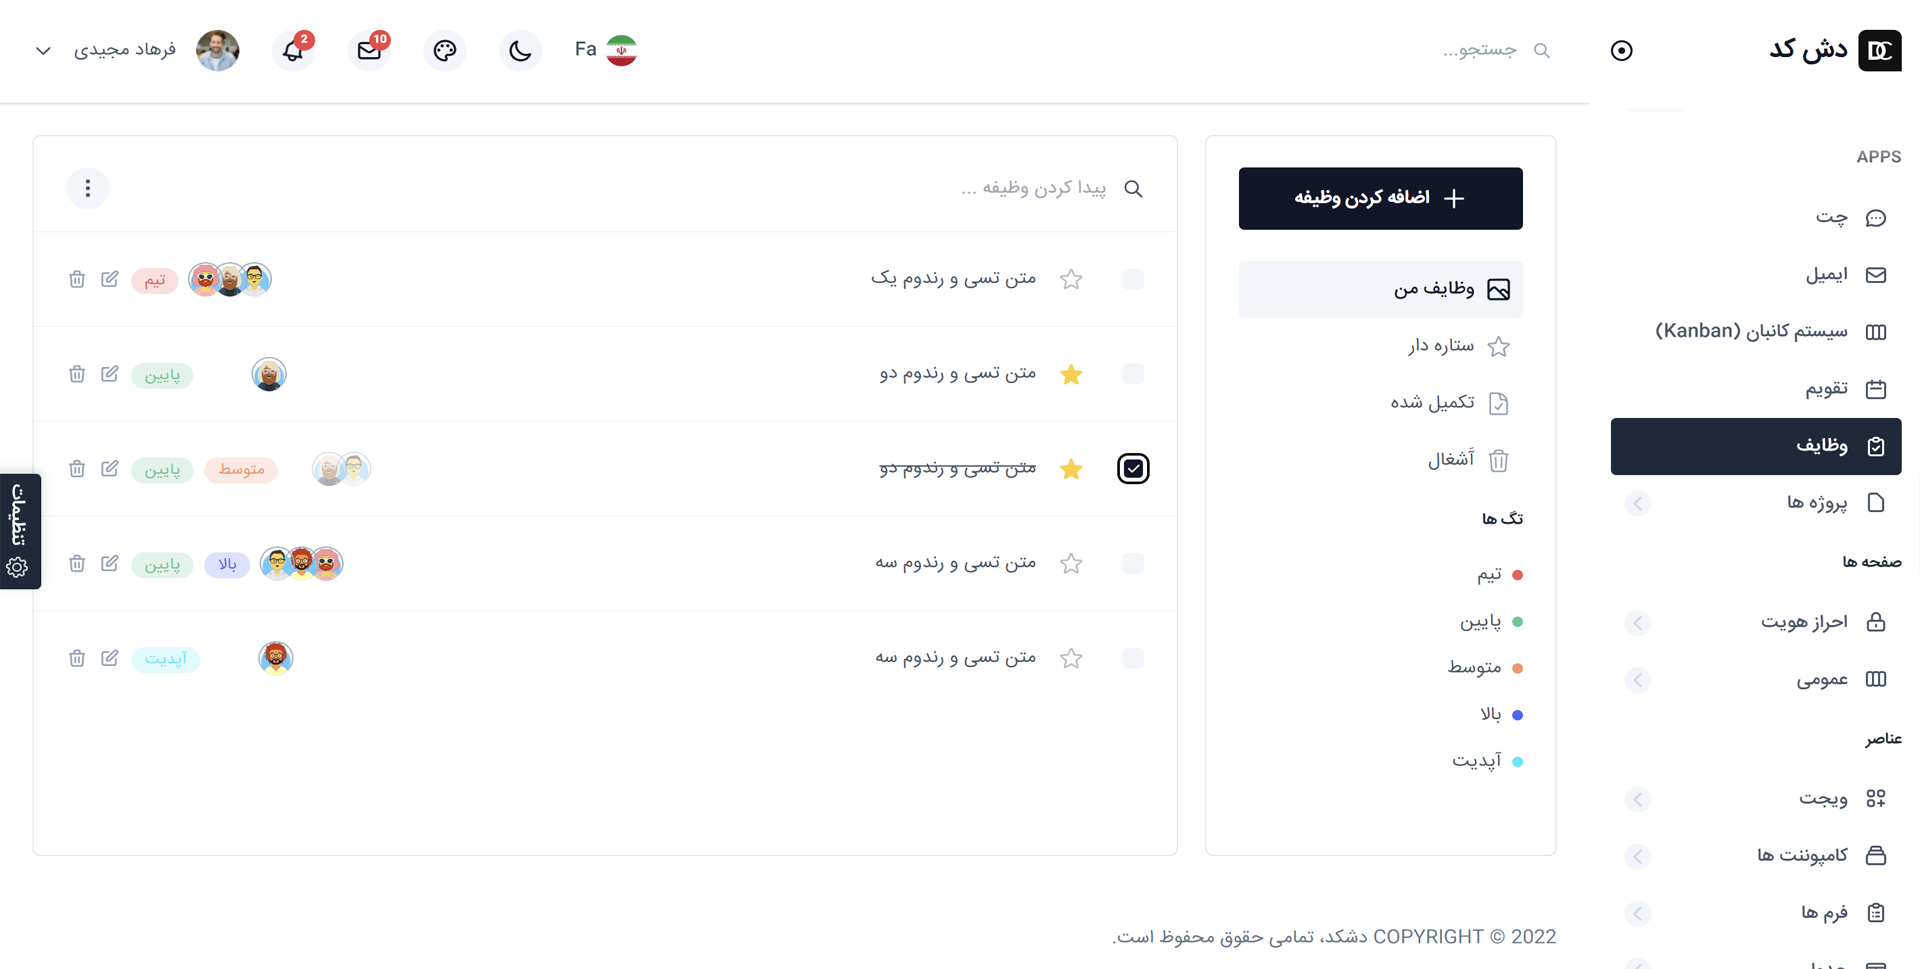 دش کد
جستجو...
Fa
10
2
فرهاد مجیدی
APPS
چت
ایمیل
سیستم کانبان (Kanban)
تقویم
وظایف
پروژه ها
صفحه ها
احراز هویت
عمومی
عناصر
ویجت
کامپوننت ها
فرم ها
اضافه کردن وظیفه
وظایف من
ستاره دار
تکمیل شده
آشغال
تگ ها
تیم
پایین
متوسط
بالا
آپدیت
پیدا کردن وظیفه ...
متن تسی و رندوم یک
تیم
متن تسی و رندوم دو
پایین
متن تسی و رندوم دو
متوسط
پایین
متن تسی و رندوم سه
بالا
پایین
متن تسی و رندوم سه
آپدیت
تنظیمات
COPYRIGHT © 2022 دشکد، تمامی حقوق محفوظ است.